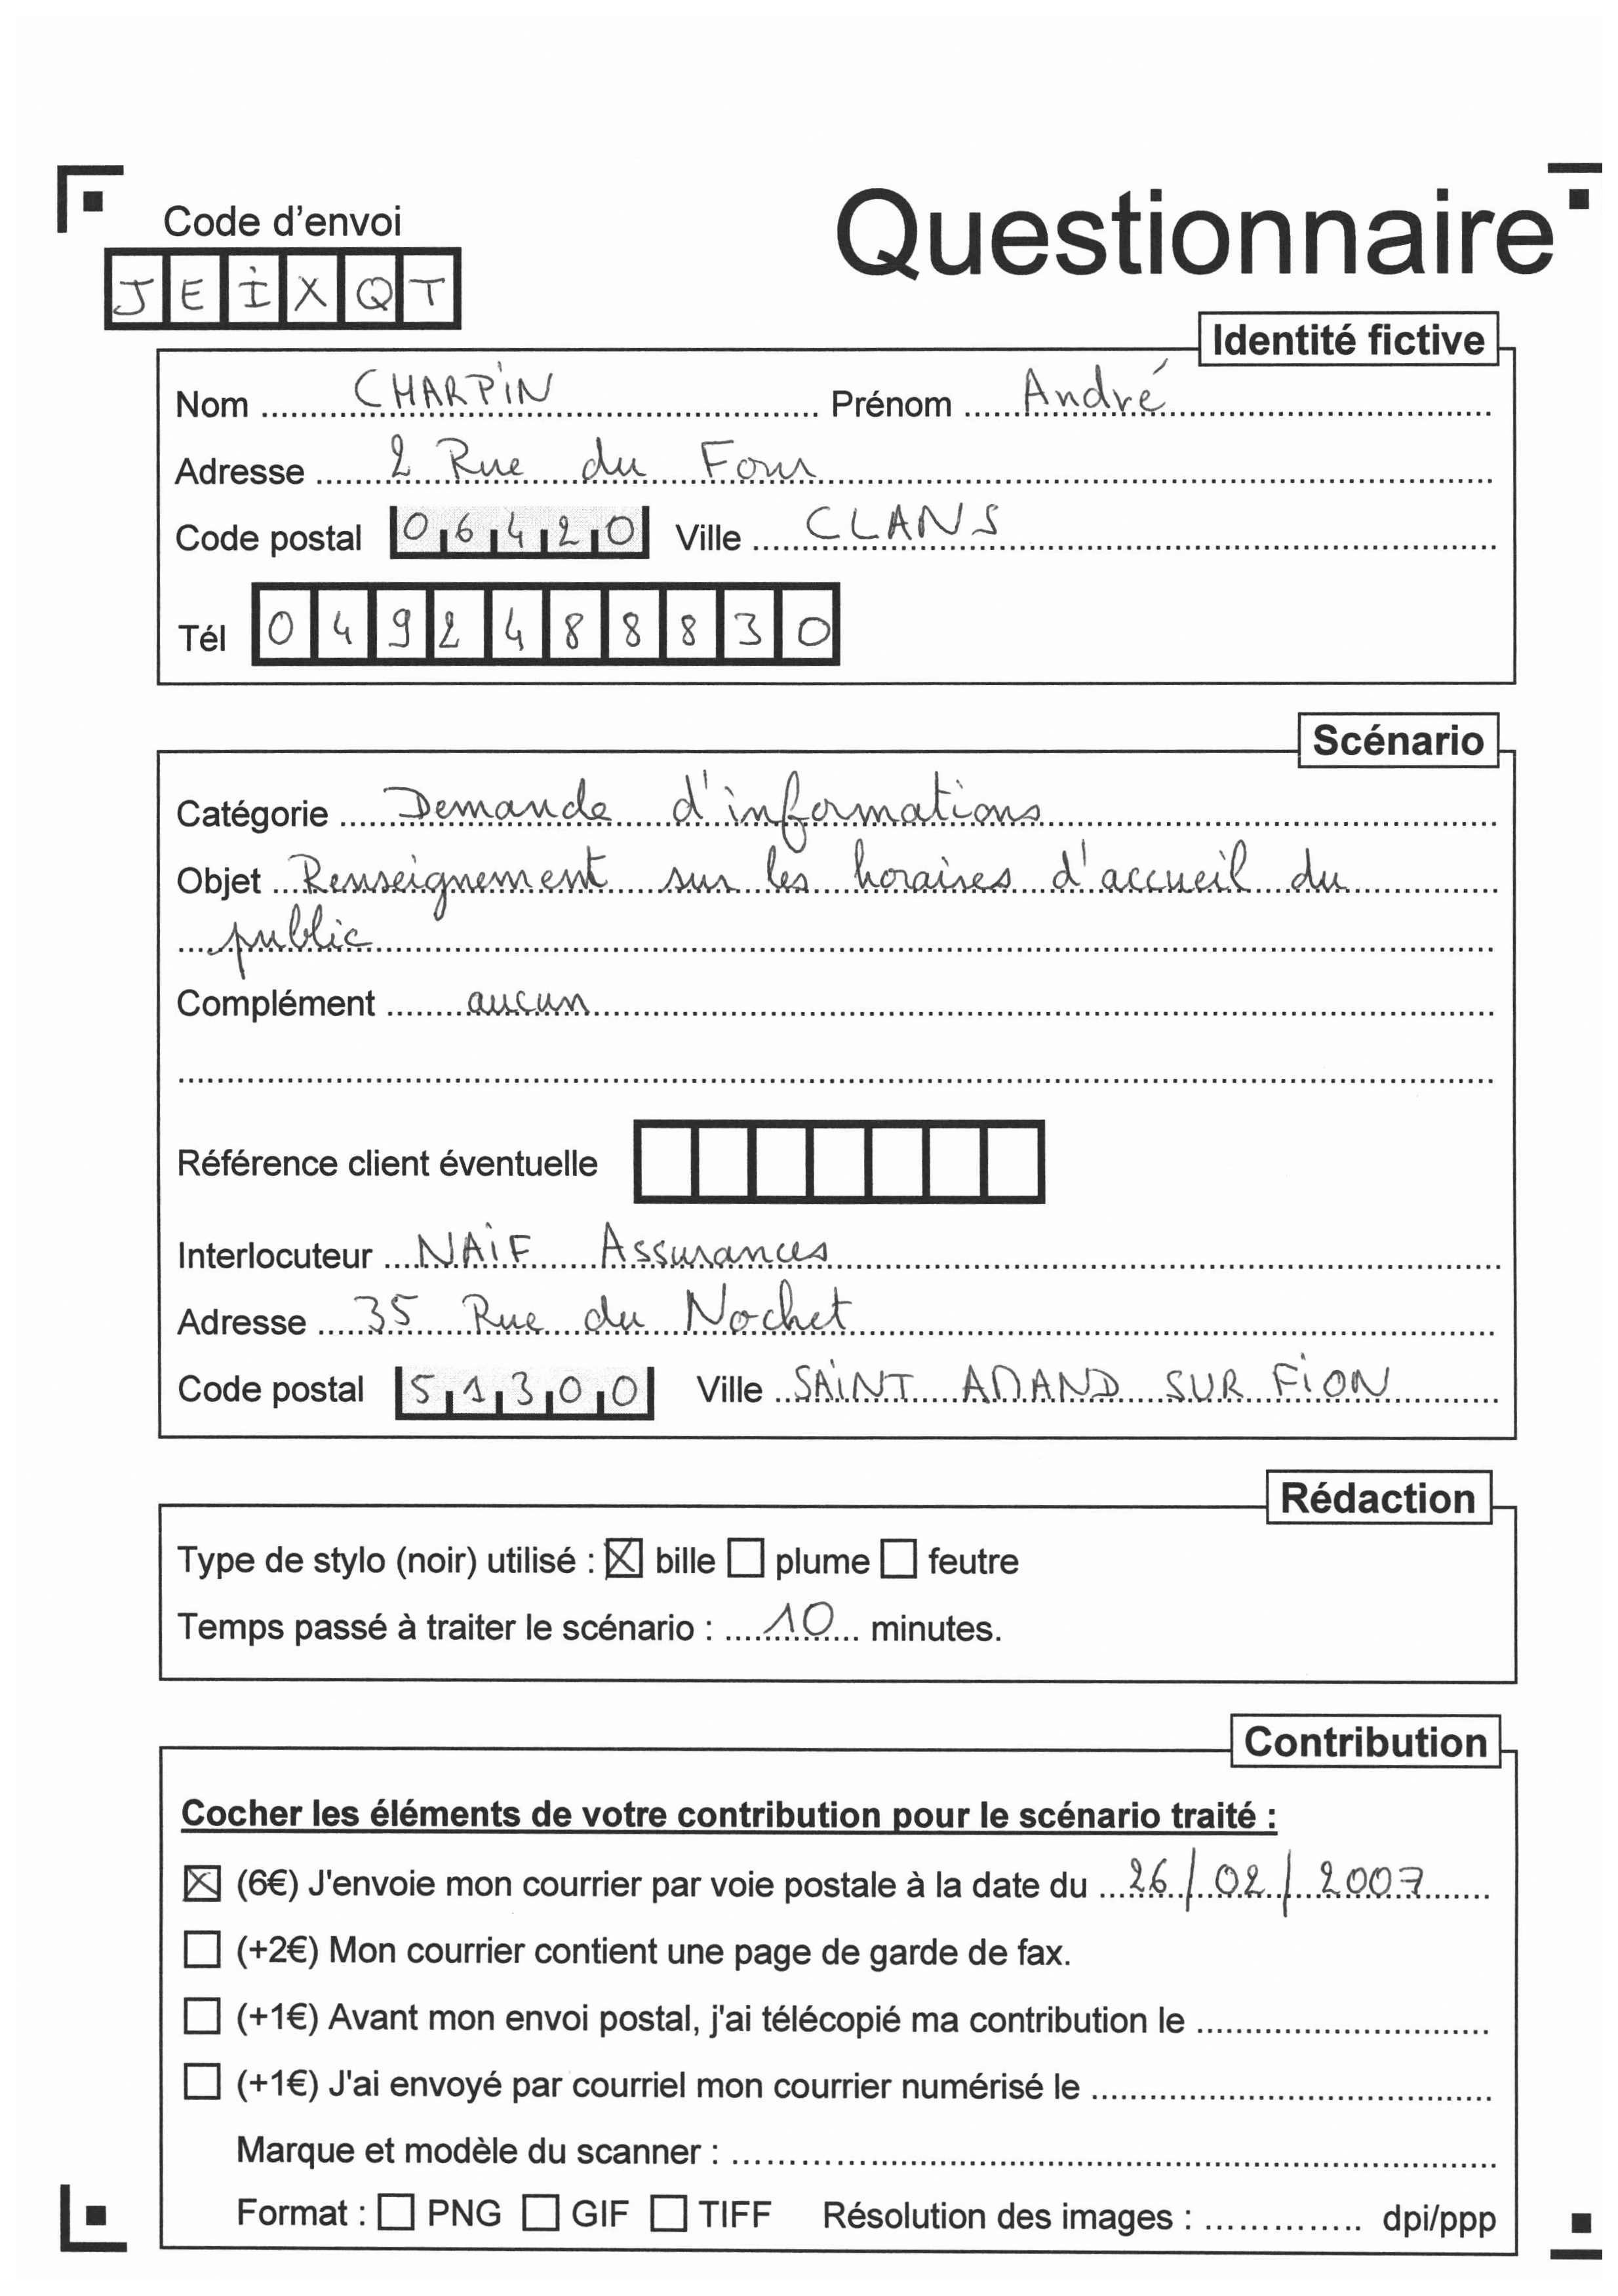 Code d'envoi
Questionnaire
JEIXQT
Identité fictive
Nom CHARPIN Prénom André
Adresse 2 Rue du Four
Code postal 06420 Ville CLANS
Tél 0492488830
Scénario
Catégorie Demande d'informations
Objet Renseignement sur les horaires d'accueil du
public
Complément aucun
Référence client éventuelle
Interlocuteur NAIF Assurances
Adresse 35 Rue du Nochet
Code postal 51300 Ville SAINT AMAND SUR FION
Rédaction
Type de stylo (noir) utilisé : ☒ bille ☐ plume ☐ feutre
Temps passé à traiter le scénario : 10 minutes.
Contribution
Cocher les éléments de votre contribution pour le scénario traité :
☒ (6€) J'envoie mon courrier par voie postale à la date du 26/02/2007
☐ (+2€) Mon courrier contient une page de garde de fax.
☐ (+1€) Avant mon envoi postal, j'ai télécopié ma contribution le
☐ (+1€) J'ai envoyé par courriel mon courrier numérisé le
Marque et modèle du scanner :
Format : ☐ PNG ☐ GIF ☐ TIFF Résolution des images : dpi/ppp